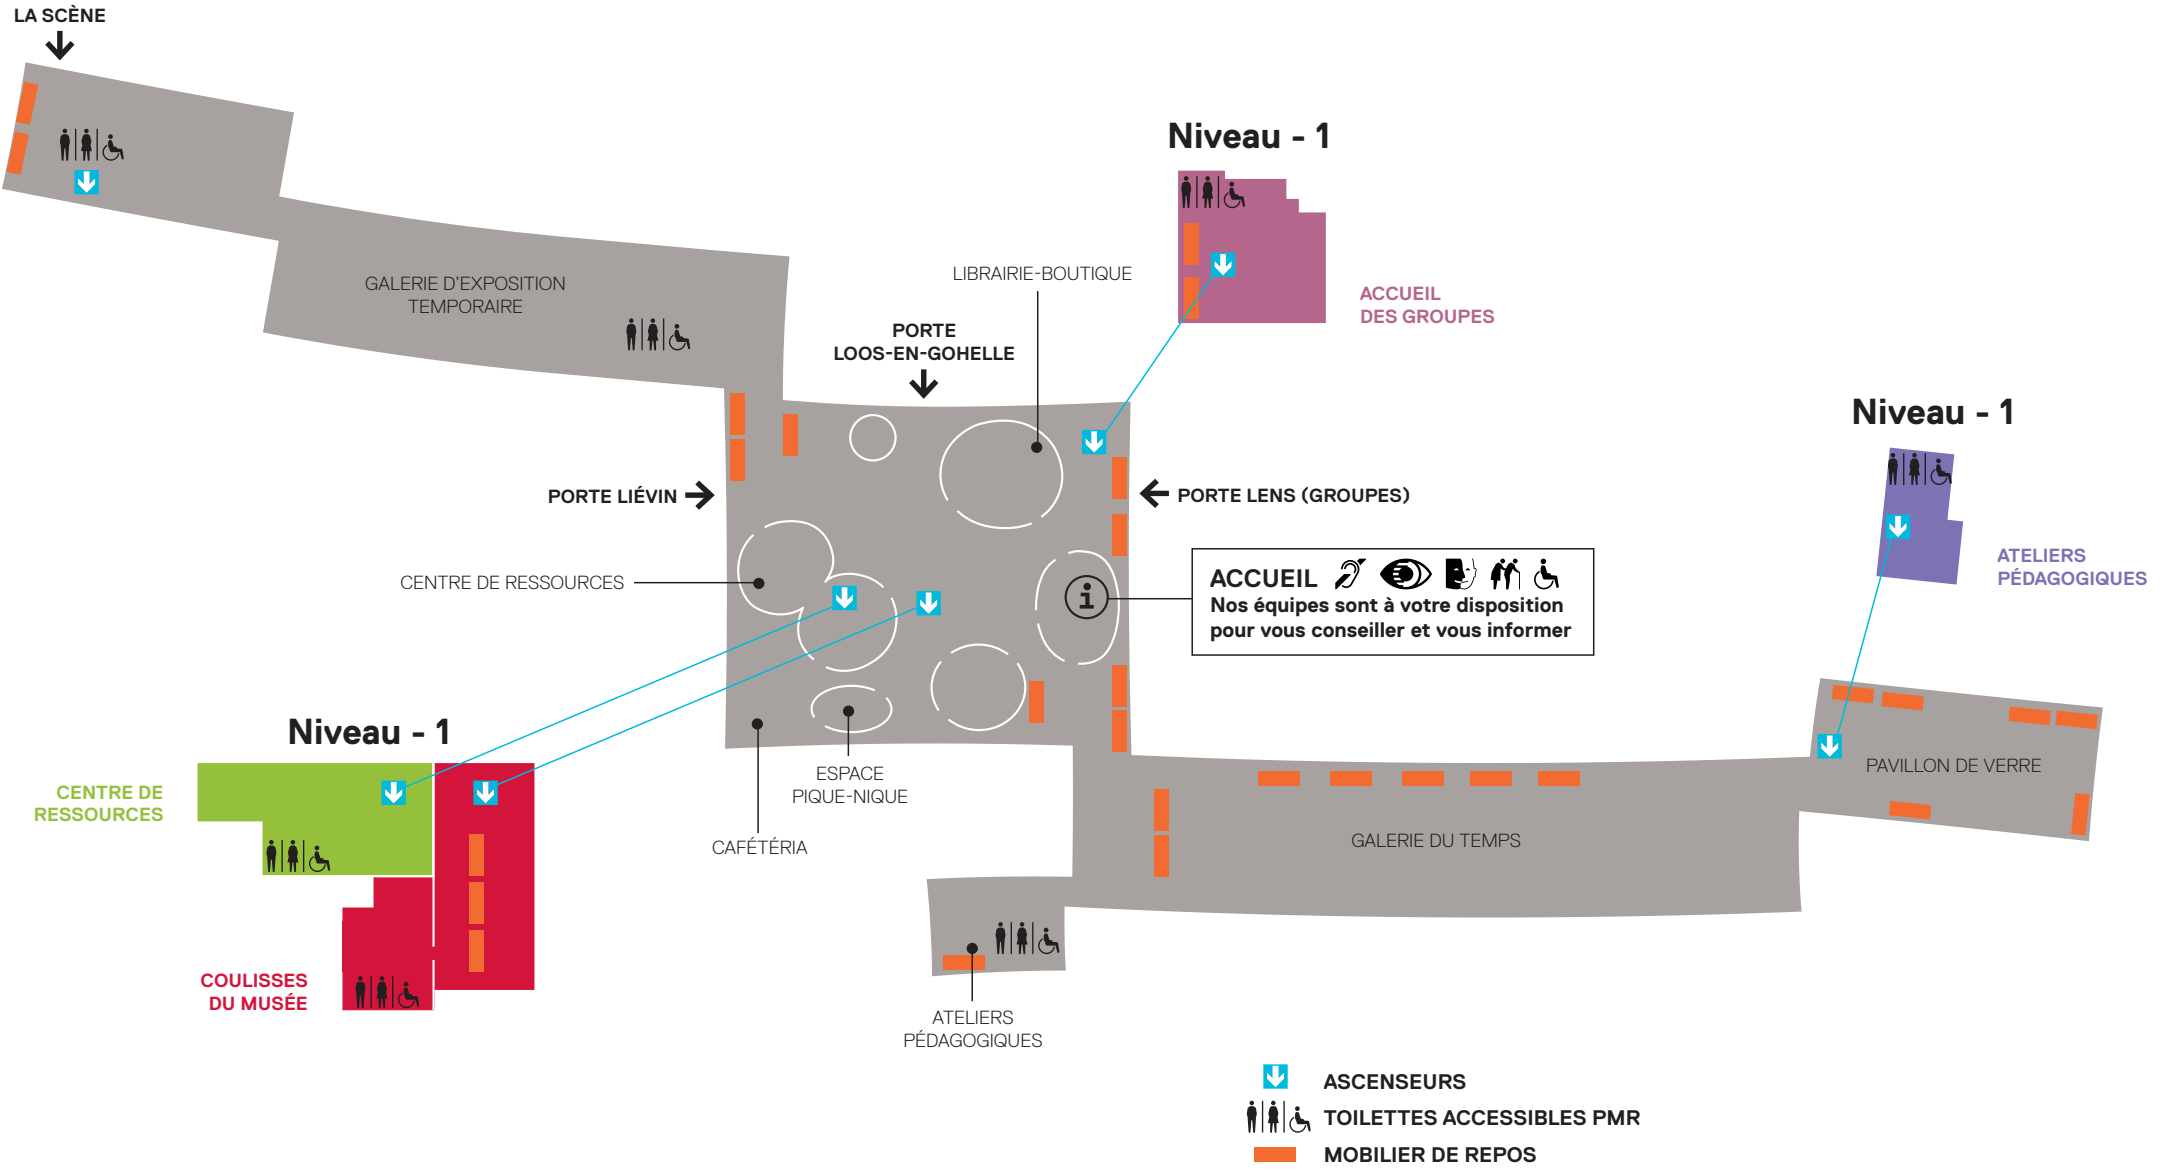 LA SCÈNE
Niveau - 1
GALERIE D'EXPOSITION
TEMPORAIRE
LIBRAIRIE-BOUTIQUE
ACCUEIL
DES GROUPES
PORTE
LOOS-EN-GOHELLE
Niveau - 1
PORTE LIÉVIN
PORTE LENS (GROUPES)
CENTRE DE RESSOURCES
ACCUEIL
Nos équipes sont à votre disposition
pour vous conseiller et vous informer
ATELIERS
PÉDAGOGIQUES
Niveau - 1
CENTRE DE
RESSOURCES
ESPACE
PIQUE-NIQUE
PAVILLON DE VERRE
CAFÉTÉRIA
GALERIE DU TEMPS
COULISSES
DU MUSÉE
ATELIERS
PÉDAGOGIQUES
ASCENSEURS
TOILETTES ACCESSIBLES PMR
MOBILIER DE REPOS